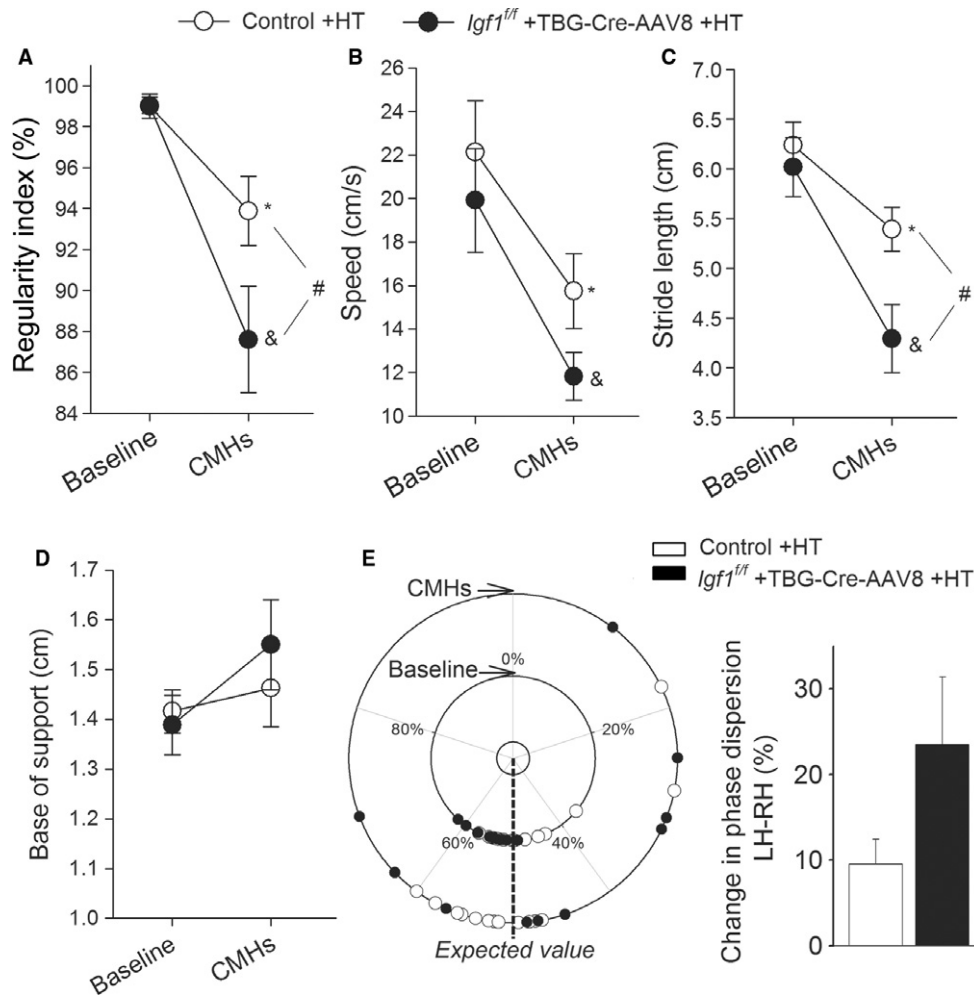 Control +HT Igf1f/f +TBG-Cre-AAV8 +HT
A B C
Regularity index (%)
100
98
96
94
92
90
88
86
84
*
#
&
Baseline
CMHs
Speed (cm/s)
26
24
22
20
18
16
14
12
10
*
&
Baseline
CMHs
Stride length (cm)
6.0
6.5
6.0
5.5
5.0
4.5
4.0
3.5
*
#
&
Baseline
CMHs
D
Base of support (cm)
1.7
1.6
1.5
1.4
1.3
1.2
1.1
1.0
Baseline
CMHs
E
CMHs
Baseline
0%
20%
40%
60%
80%
Expected value
Control +HT
Igf1f/f +TBG-Cre-AAV8 +HT
Change in phase dispersion
LH-RH (%)
30
20
10
0